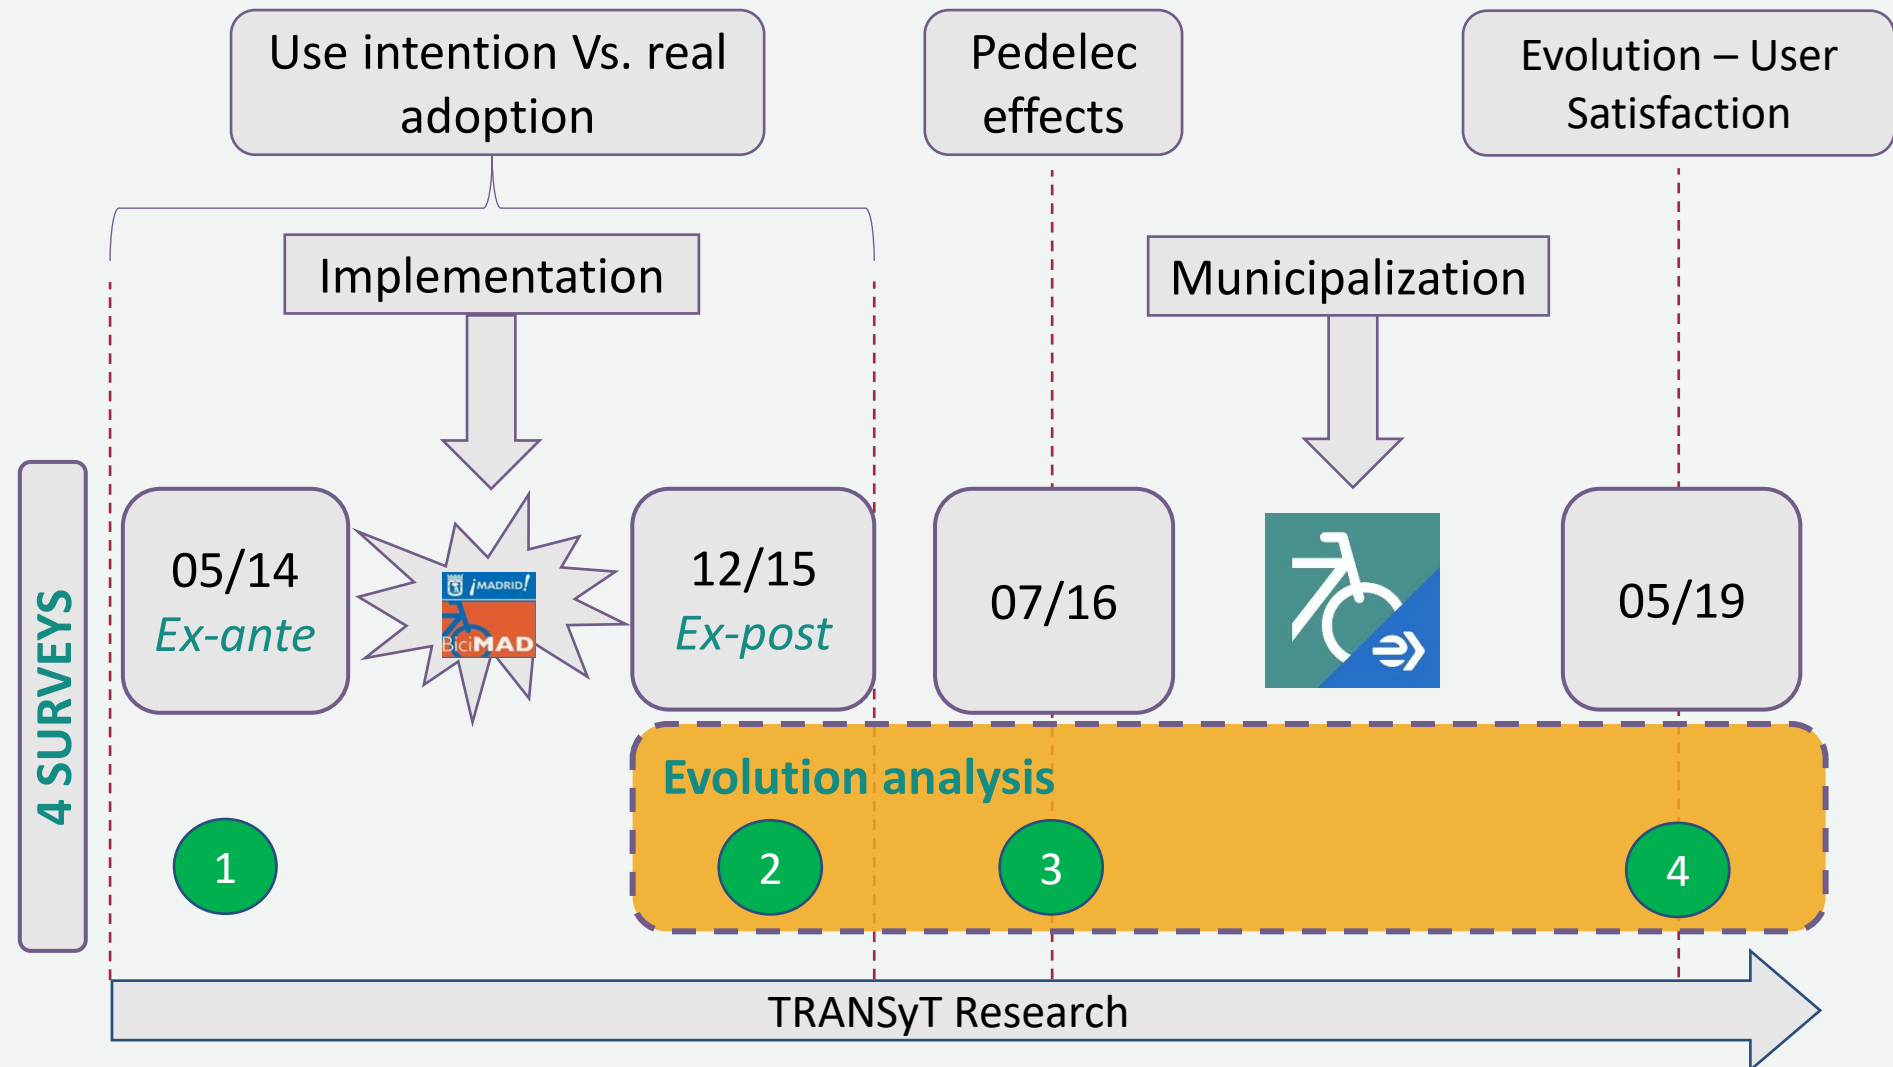 Use intention Vs. real
adoption
Pedelec
effects
Evolution – User
Satisfaction
Implementation
Municipalization
4 SURVEYS
05/14
Ex-ante
¡MADRID!
BiciMAD
12/15
Ex-post
07/16
05/19
Evolution analysis
1
2
3
4
TRANSyT Research